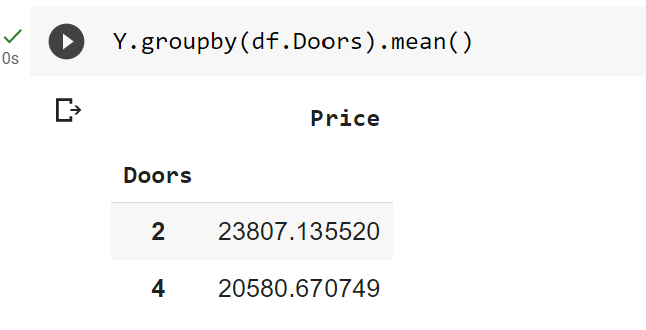 Y.groupby(df.Doors).mean()
0s
Price
Doors
2 23807.135520
4 20580.670749